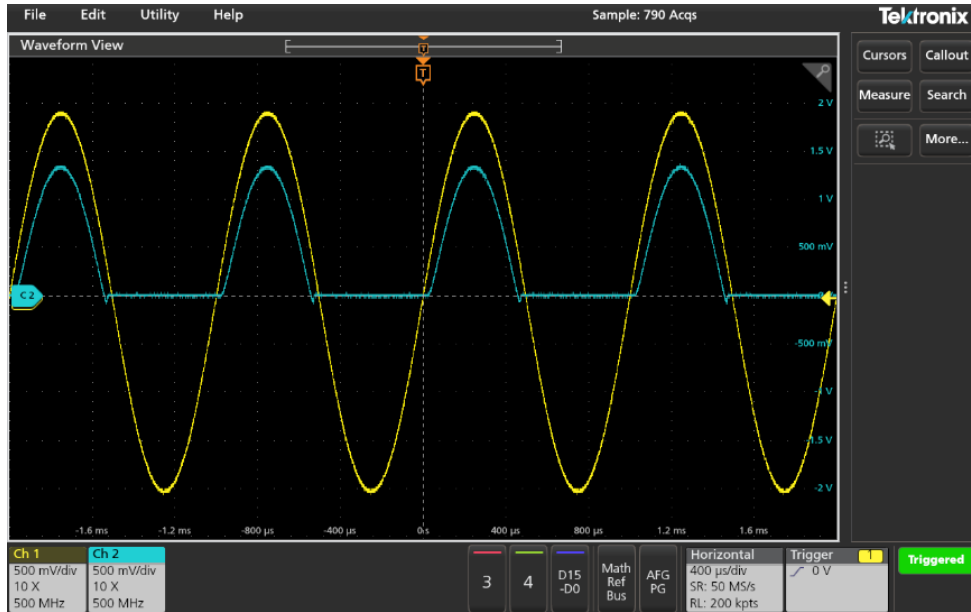 File Edit Utility Help Sample: 790 Acqs Tektronix
Waveform View
Cursors Callout
T
T
Measure Search
2 V
More...
1.5 V
1 V
500 mV
C 2
-500 mV
-1 V
-1.5 V
-2 V
-1.6 ms -1.2 ms -800 µs -400 µs 0 s 400 µs 800 µs 1.2 ms 1.6 ms
Ch 1 Ch 2 Horizontal Trigger 1
500 mV/div 500 mV/div 3 4 D15 -D0 Math Ref Bus AFG PG 400 µs/div 0 V Triggered
10 X 10 X SR: 50 MS/s
500 MHz 500 MHz RL: 200 kpts